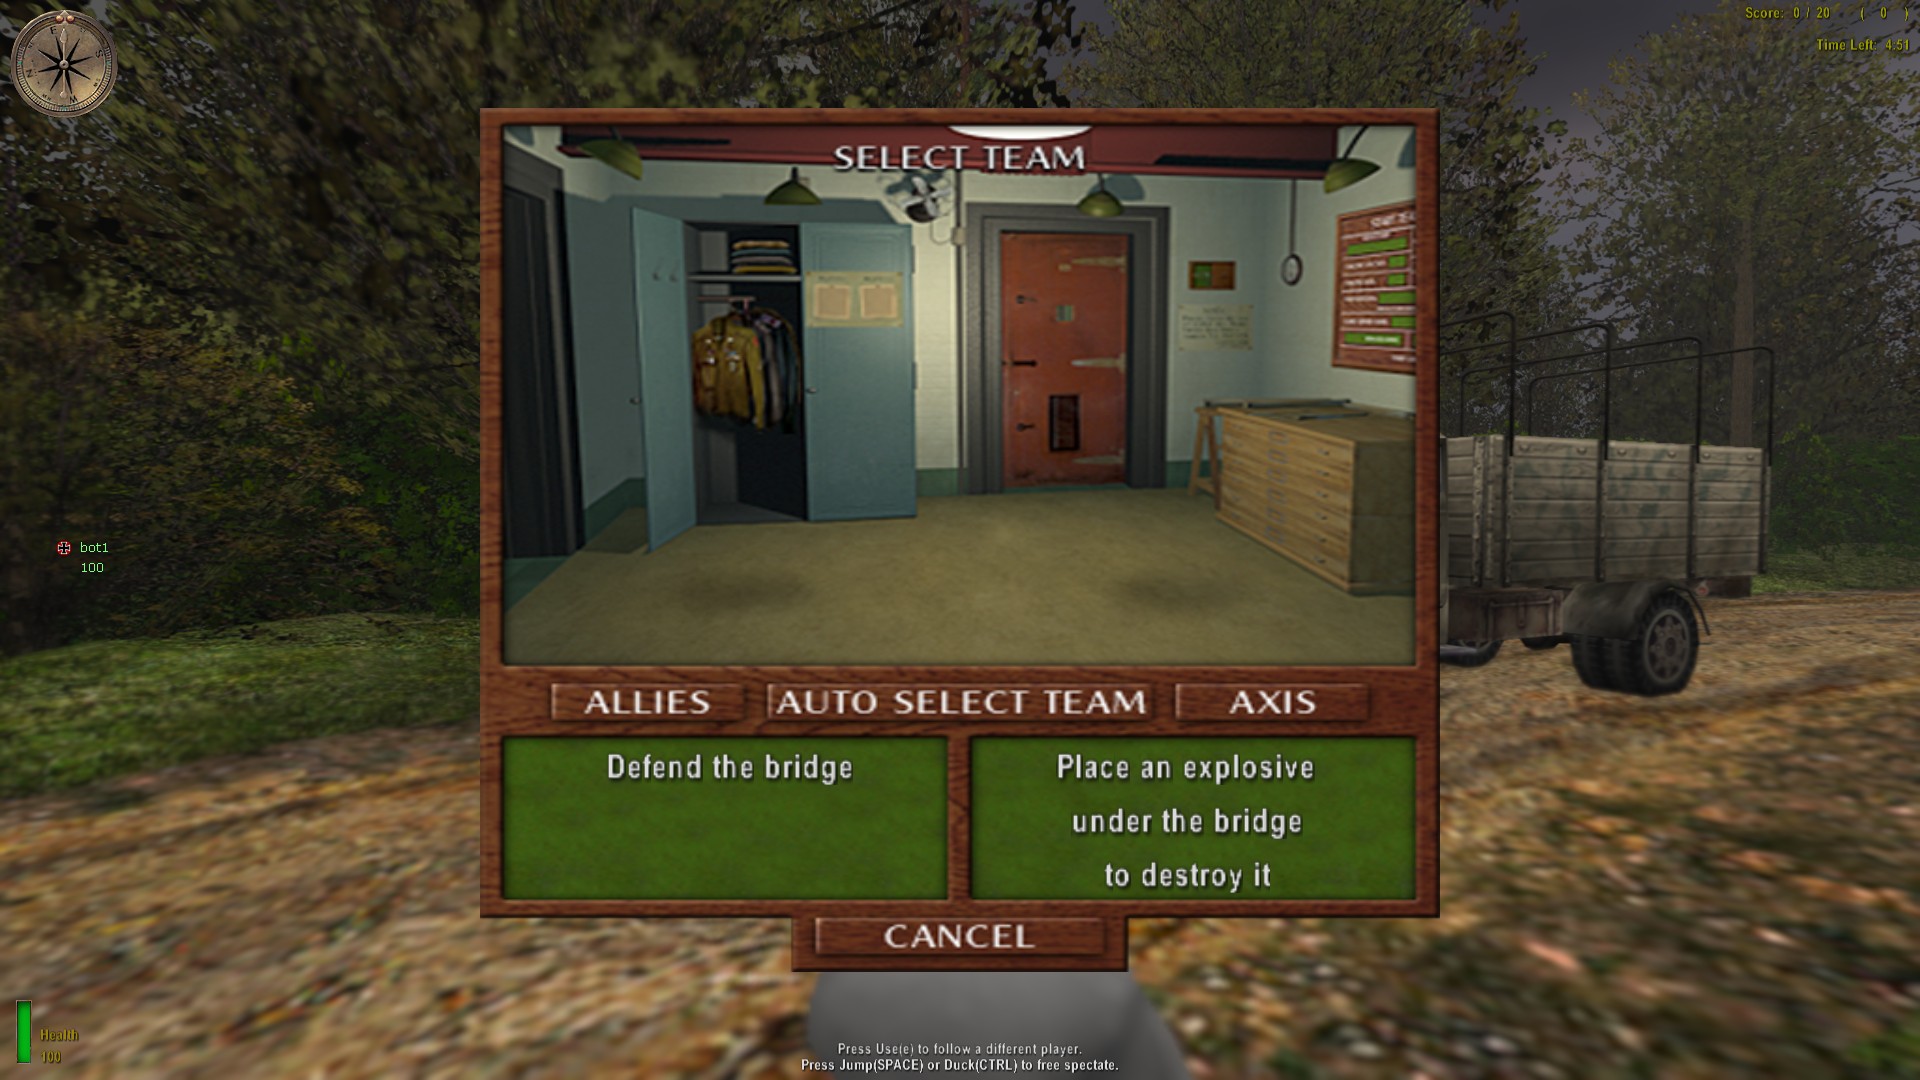 Score: 0 / 20 ( 0 )
Time Left: 4.51
SELECT TEAM
bot1
100
ALLIES
AUTO SELECT TEAM
AXIS
Defend the bridge
Place an explosive
under the bridge
to destroy it
CANCEL
Health
100
Press Use(e) to follow a different player.
Press Jump(SPACE) or Duck(CTRL) to free spectate.